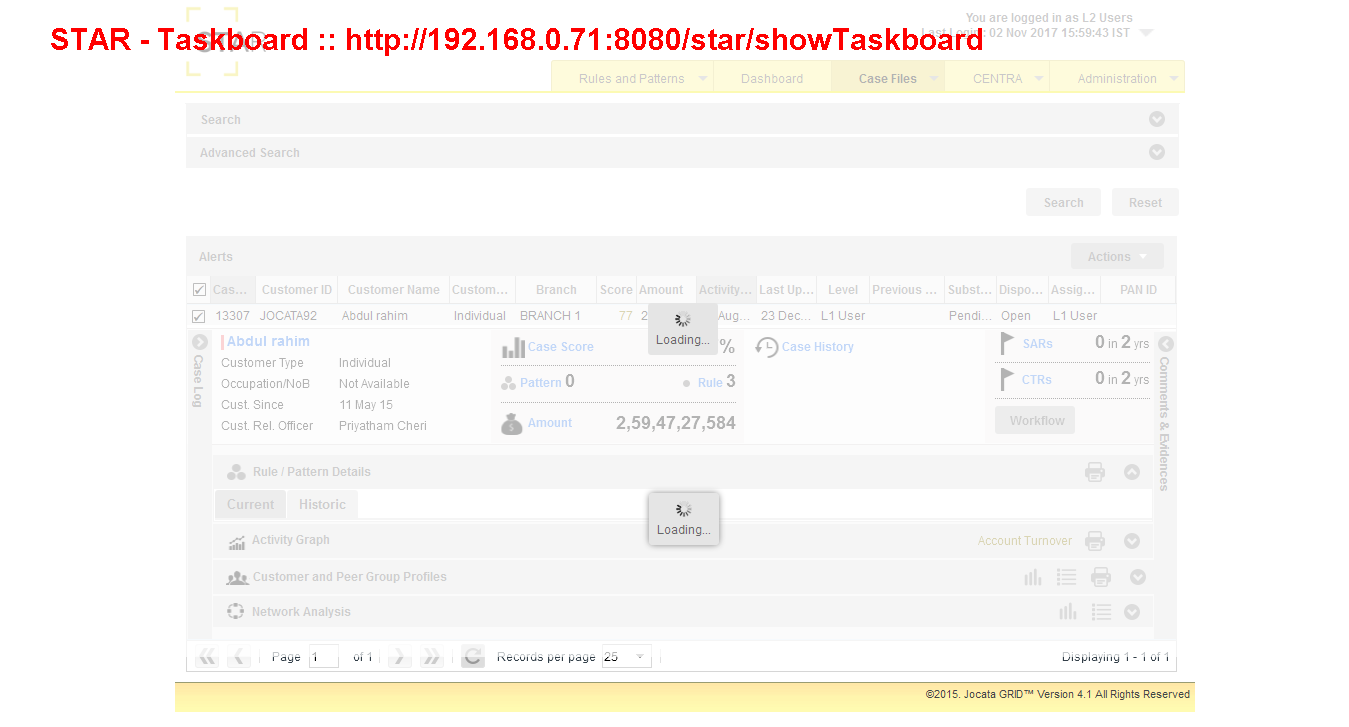 You are logged in as L2 Users
STAR - Taskboard :: http://192.168.0.71:8080/star/showTaskboard
STAR
Last Login: 02 Nov 2017 15:59:43 IST
Rules and Patterns Dashboard Case Files CENTRA Administration
Search
Advanced Search
Search Reset
Alerts Actions
Cas... Customer ID Customer Name Custom... Branch Score Amount Activity... Last Up... Level Previous ... Subst... Dispo... Assig... PAN ID
13307 JOCATA92 Abdul rahim Individual BRANCH 1 77 Aug... 23 Dec... L1 User Pendi... Open L1 User
Loading...
Case Log
Abdul rahim
Customer Type Individual
Occupation/NoB Not Available
Cust. Since 11 May 15
Cust. Rel. Officer Priyatham Cheri
Case Score %
Pattern 0 Rule 3
Amount 2,59,47,27,584
Case History
SARs 0 in 2 yrs
CTRs 0 in 2 yrs
Workflow
Comments & Evidences
Rule / Pattern Details
Current Historic
Loading...
Activity Graph Account Turnover
Customer and Peer Group Profiles
Network Analysis
Page 1 of 1 Records per page 25 Displaying 1 - 1 of 1
©2015. Jocata GRID™ Version 4.1 All Rights Reserved